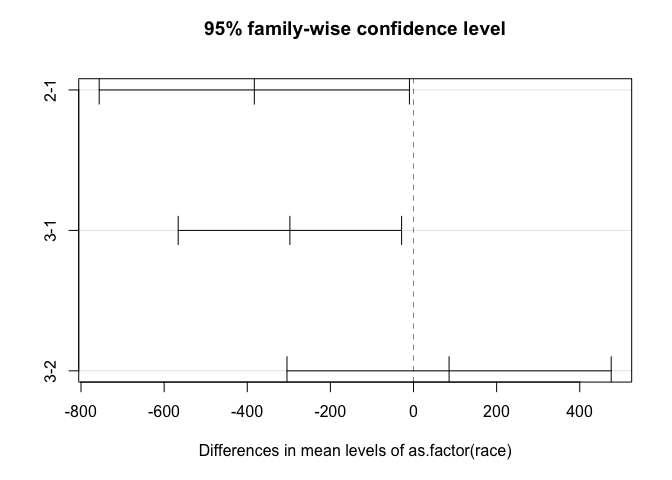 95% family-wise confidence level
2-1
3-1
3-2
-800 -600 -400 -200 0 200 400
Differences in mean levels of as.factor(race)